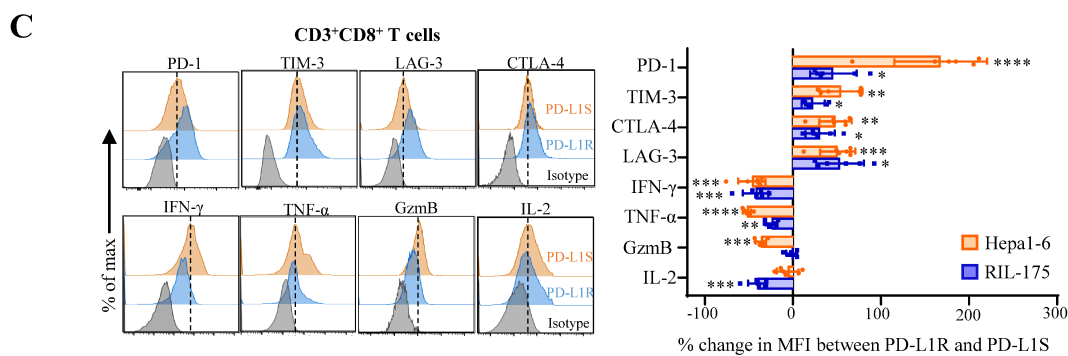 C
CD3⁺CD8⁺ T cells
PD-1 TIM-3 LAG-3 CTLA-4
PD-L1S
PD-L1R
Isotype
IFN-γ TNF-α GzmB IL-2
PD-L1S
PD-L1R
Isotype
% of max
PD-1 ****
*
TIM-3 **
*
CTLA-4 **
*
LAG-3 ***
*
IFN-γ ***
***
TNF-α ****
**
GzmB ***
IL-2
***
Hepa1-6
RIL-175
-100 0 100 200 300
% change in MFI between PD-L1R and PD-L1S